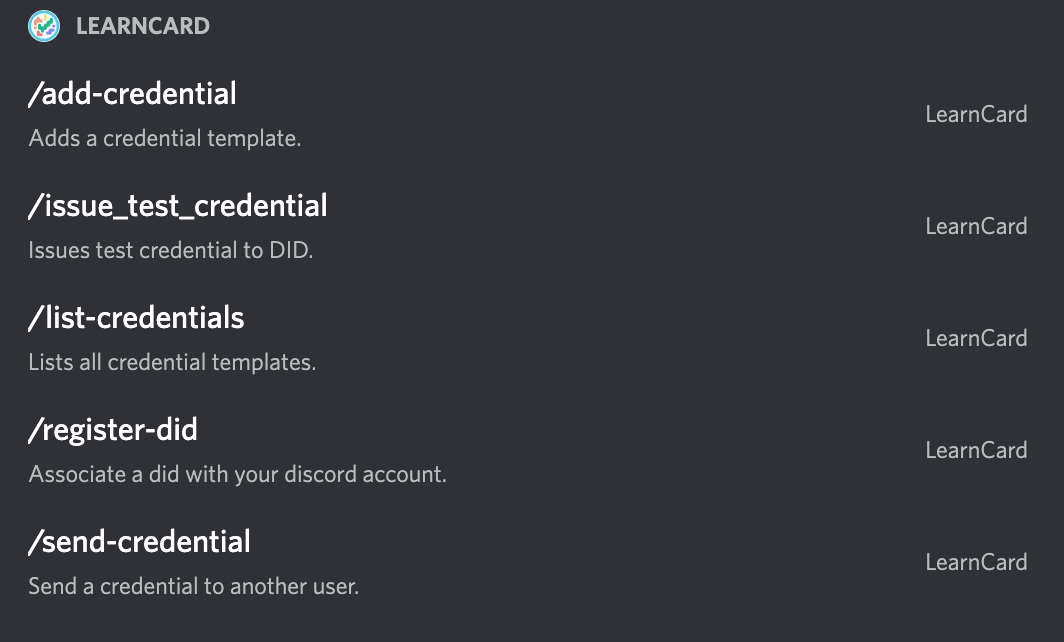 LEARNCARD
/add-credential
Adds a credential template.
LearnCard
/issue_test_credential
Issues test credential to DID.
LearnCard
/list-credentials
Lists all credential templates.
LearnCard
/register-did
Associate a did with your discord account.
LearnCard
/send-credential
Send a credential to another user.
LearnCard